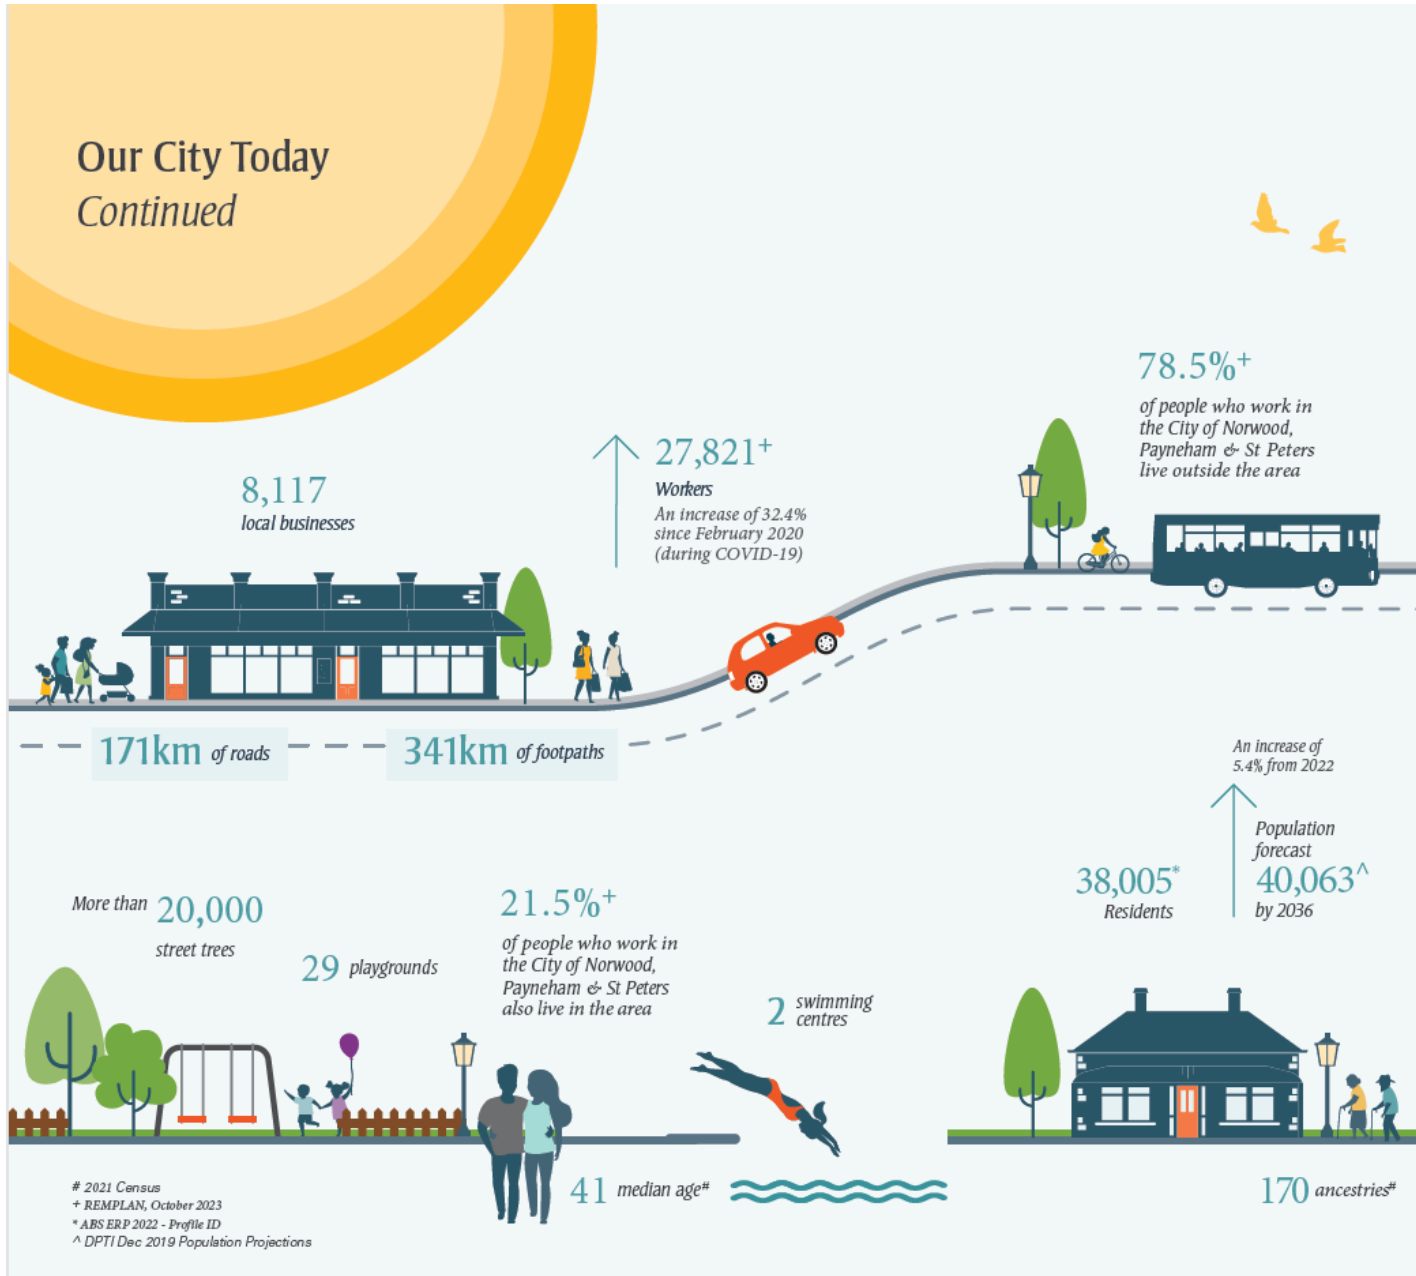 Our City Today
Continued
78.5%+
of people who work in
the City of Norwood,
Payneham & St Peters
live outside the area
27,821+
Workers
An increase of 32.4%
since February 2020
(during COVID-19)
8,117
local businesses
171km of roads
341km of footpaths
An increase of
5.4% from 2022
Population
forecast
40,063^
by 2036
38,005*
Residents
More than 20,000
street trees
29 playgrounds
21.5%+
of people who work in
the City of Norwood,
Payneham & St Peters
also live in the area
2 swimming
centres
41 median age#
170 ancestries#
# 2021 Census
+ REMPLAN, October 2023
* ABS ERP 2022 - Profile ID
^ DPTI Dec 2019 Population Projections